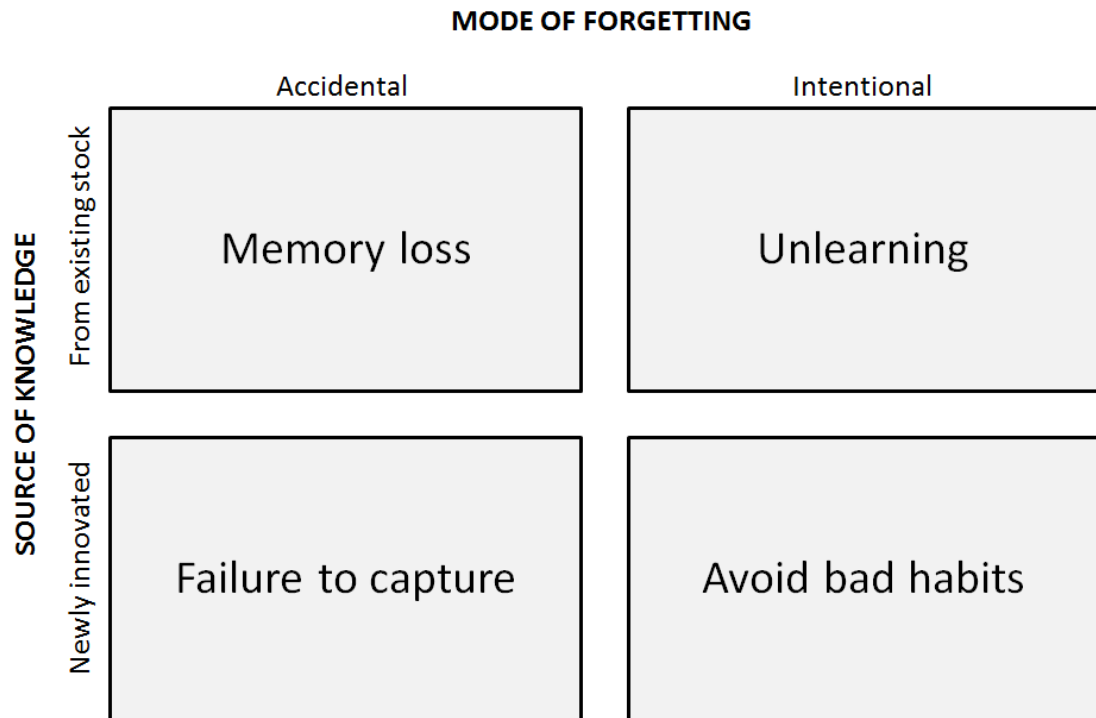 MODE OF FORGETTING
Accidental
Intentional
SOURCE OF KNOWLEDGE
From existing stock
Memory loss
Unlearning
Newly innovated
Failure to capture
Avoid bad habits